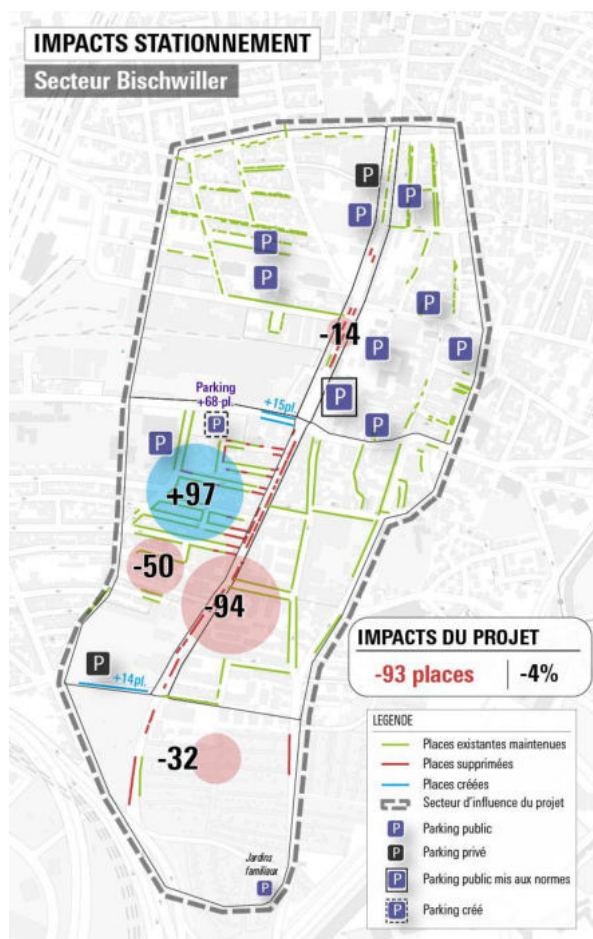 IMPACTS STATIONNEMENT
Secteur Bischwiller
P
P
P
P
P
P
-14
P
P
Parking
+68 pl.
+15pl.
P
P
P
P
+97
-50
-94
IMPACTS DU PROJET
-93 places
-4%
P
+14pl.
-32
Jardins
familiaux
P
LEGENDE
Places existantes maintenues
Places supprimées
Places créées
Secteur d'influence du projet
P Parking public
P Parking privé
P Parking public mis aux normes
P Parking créé